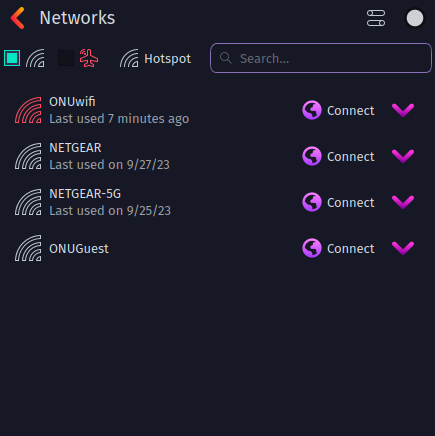 Networks
Hotspot
Search...
ONUwifi
Last used 7 minutes ago
Connect
NETGEAR
Last used on 9/27/23
Connect
NETGEAR-5G
Last used on 9/25/23
Connect
ONUGuest
Connect